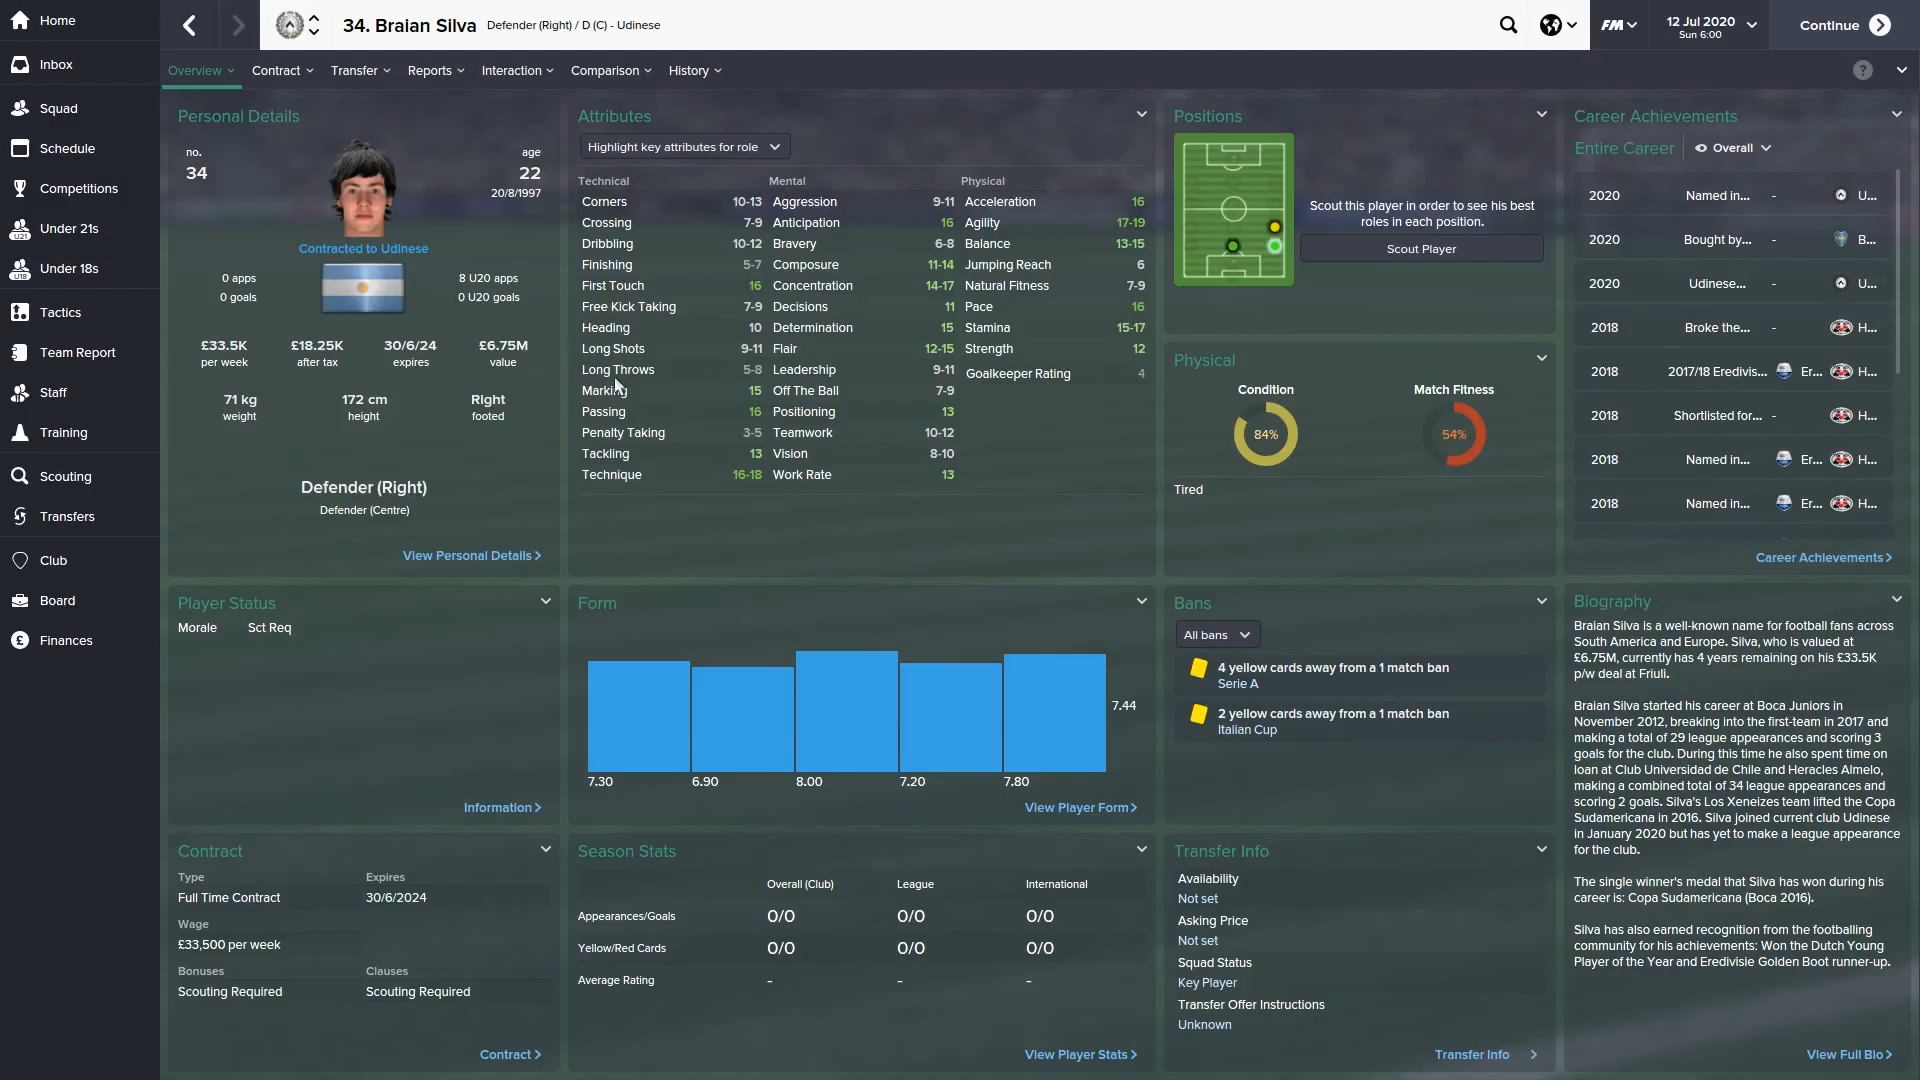 Home
Inbox
Squad
Schedule
Competitions
Under 21s
Under 18s
Tactics
Team Report
Staff
Training
Scouting
Transfers
Club
Board
Finances
34. Braian Silva Defender (Right) / D (C) - Udinese
FM
12 Jul 2020
Sun 6:00
Continue
Overview Contract Transfer Reports Interaction Comparison History
Personal Details
no.
34
age
22
20/8/1997
Contracted to Udinese
0 apps
0 goals
8 U20 apps
0 U20 goals
£33.5K
per week
£18.25K
after tax
30/6/24
expires
£6.75M
value
71 kg
weight
172 cm
height
Right
footed
Defender (Right)
Defender (Centre)
View Personal Details >
Attributes
Highlight key attributes for role
Technical Mental Physical
Corners 10-13 Aggression 9-11 Acceleration 16
Crossing 7-9 Anticipation 16 Agility 17-19
Dribbling 10-12 Bravery 6-8 Balance 13-15
Finishing 5-7 Composure 11-14 Jumping Reach 6
First Touch 16 Concentration 14-17 Natural Fitness 7-9
Free Kick Taking 7-9 Decisions 11 Pace 16
Heading 10 Determination 15 Stamina 15-17
Long Shots 9-11 Flair 12-15 Strength 12
Long Throws 5-8 Leadership 9-11 Goalkeeper Rating 4
Marking 15 Off The Ball 7-9
Passing 16 Positioning 13
Penalty Taking 3-5 Teamwork 10-12
Tackling 13 Vision 8-10
Technique 16-18 Work Rate 13
Positions
Scout this player in order to see his best
roles in each position.
Scout Player
Physical
Condition Match Fitness
84% 54%
Tired
Career Achievements
Entire Career Overall
2020 Named in... - U...
2020 Bought by... - B...
2020 Udinese... - U...
2018 Broke the... - H...
2018 2017/18 Eredivis... Er... H...
2018 Shortlisted for... - H...
2018 Named in... Er... H...
2018 Named in... Er... H...
Career Achievements >
Player Status
Morale Sct Req
Information >
Form
7.44
7.30 6.90 8.00 7.20 7.80
View Player Form >
Bans
All bans
4 yellow cards away from a 1 match ban
Serie A
2 yellow cards away from a 1 match ban
Italian Cup
Biography
Braian Silva is a well-known name for football fans across
South America and Europe. Silva, who is valued at
£6.75M, currently has 4 years remaining on his £33.5K
p/w deal at Friuli.
Braian Silva started his career at Boca Juniors in
November 2012, breaking into the first-team in 2017 and
making a total of 29 league appearances and scoring 3
goals for the club. During this time he also spent time on
loan at Club Universidad de Chile and Heracles Almelo,
making a combined total of 34 league appearances and
scoring 2 goals. Silva's Los Xeneizes team lifted the Copa
Sudamericana in 2016. Silva joined current club Udinese
in January 2020 but has yet to make a league appearance
for the club.
The single winner's medal that Silva has won during his
career is: Copa Sudamericana (Boca 2016).
Silva has also earned recognition from the footballing
community for his achievements: Won the Dutch Young
Player of the Year and Eredivisie Golden Boot runner-up.
View Full Bio >
Contract
Type Expires
Full Time Contract 30/6/2024
Wage
£33,500 per week
Bonuses Clauses
Scouting Required Scouting Required
Contract >
Season Stats
Overall (Club) League International
Appearances/Goals 0/0 0/0 0/0
Yellow/Red Cards 0/0 0/0 0/0
Average Rating - - -
View Player Stats >
Transfer Info
Availability
Not set
Asking Price
Not set
Squad Status
Key Player
Transfer Offer Instructions
Unknown
Transfer Info >